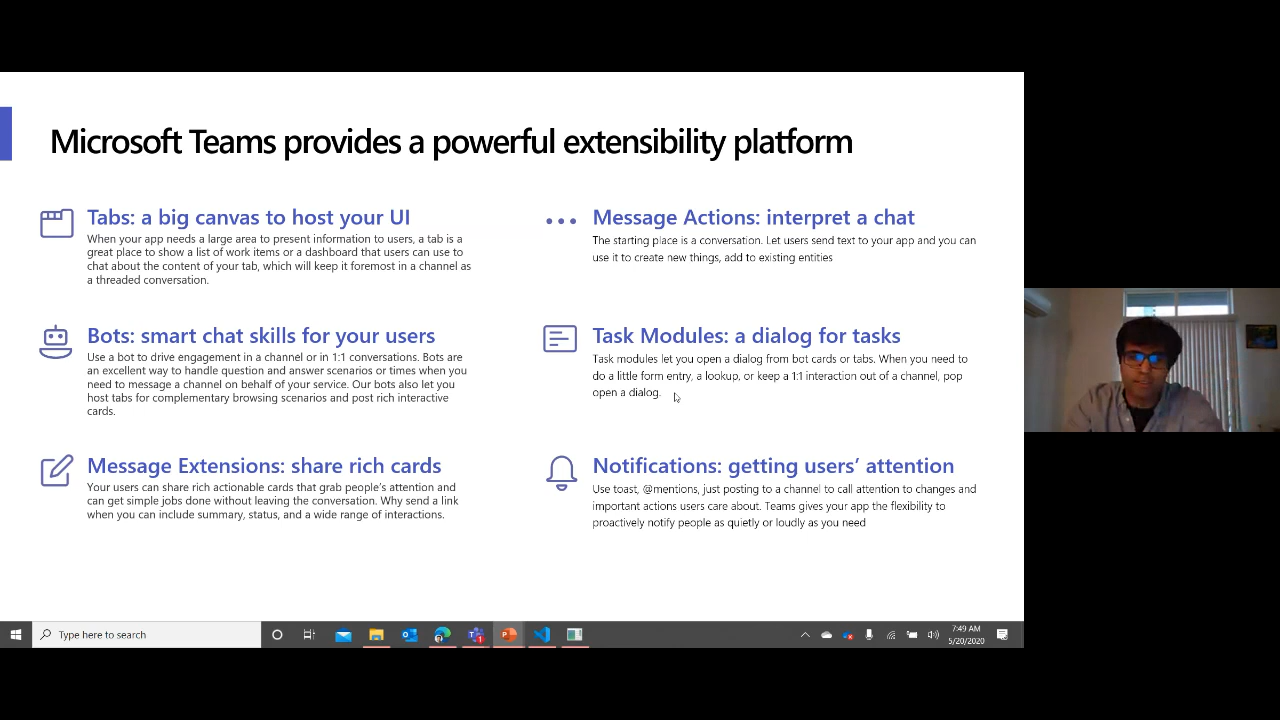 Microsoft Teams provides a powerful extensibility platform
Tabs: a big canvas to host your UI
When your app needs a large area to present information to users, a tab is a
great place to show a list of work items or a dashboard that users can use to
chat about the content of your tab, which will keep it foremost in a channel as
a threaded conversation.
Bots: smart chat skills for your users
Use a bot to drive engagement in a channel or in 1:1 conversations. Bots are
an excellent way to handle question and answer scenarios or times when you
need to message a channel on behalf of your service. Our bots also let you
host tabs for complementary browsing scenarios and post rich interactive
cards.
Message Extensions: share rich cards
Your users can share rich actionable cards that grab people's attention and
can get simple jobs done without leaving the conversation. Why send a link
when you can include summary, status, and a wide range of interactions.
Message Actions: interpret a chat
The starting place is a conversation. Let users send text to your app and you can
use it to create new things, add to existing entities
Task Modules: a dialog for tasks
Task modules let you open a dialog from bot cards or tabs. When you need to
do a little form entry, a lookup, or keep a 1:1 interaction out of a channel, pop
open a dialog.
Notifications: getting users' attention
Use toast, @mentions, just posting to a channel to call attention to changes and
important actions users care about. Teams gives your app the flexibility to
proactively notify people as quietly or loudly as you need
Type here to search
7:49 AM
5/20/2020